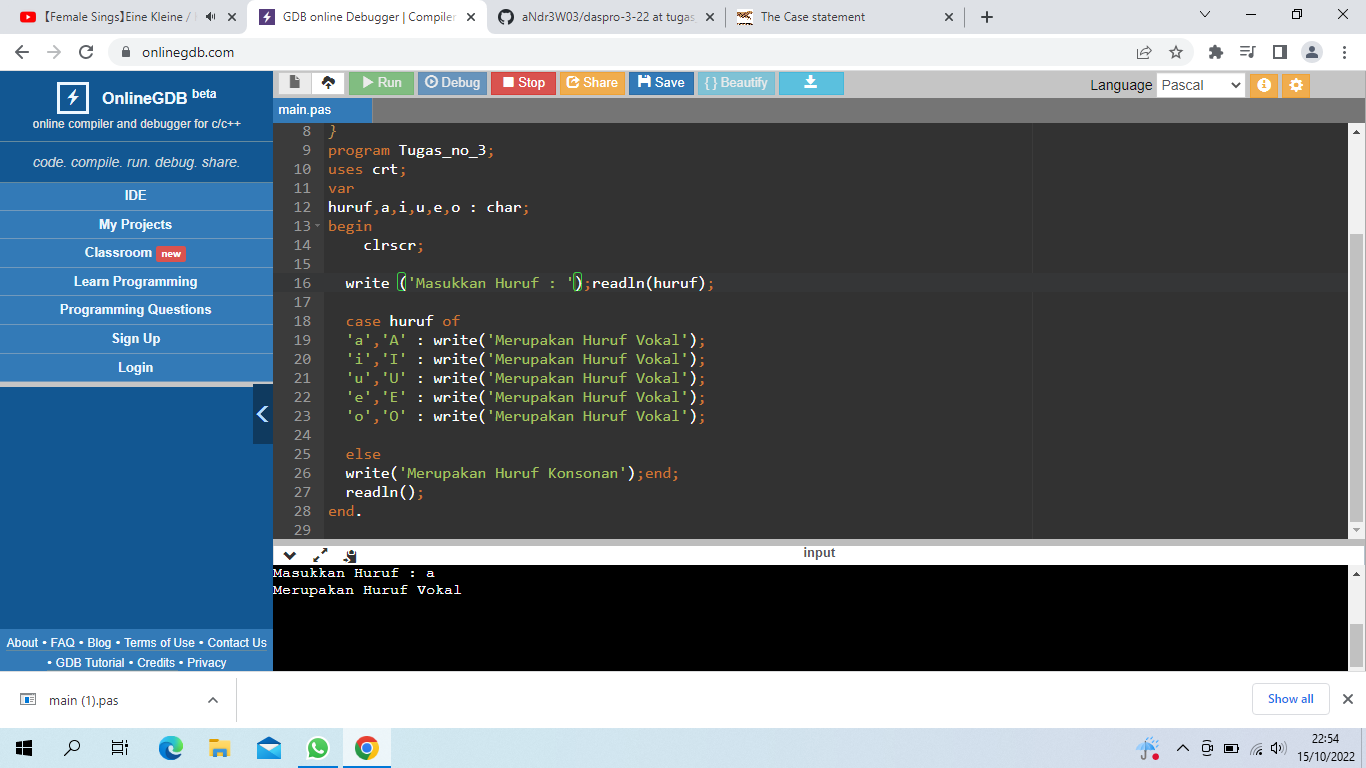 【Female Sings】Eine Kleine /
GDB online Debugger | Compiler
aNdr3W03/daspro-3-22 at tugas
The Case statement
onlinegdb.com
OnlineGDB beta
online compiler and debugger for c/c++
code. compile. run. debug. share.
IDE
My Projects
Classroom new
Learn Programming
Programming Questions
Sign Up
Login
About • FAQ • Blog • Terms of Use • Contact Us
• GDB Tutorial • Credits • Privacy
Run Debug Stop Share Save { } Beautify
Language Pascal
main.pas
8 }
9 program Tugas_no_3;
10 uses crt;
11 var
12 huruf,a,i,u,e,o : char;
13 begin
14 clrscr;
15
16 write ('Masukkan Huruf : ');readln(huruf);
17
18 case huruf of
19 'a','A' : write('Merupakan Huruf Vokal');
20 'i','I' : write('Merupakan Huruf Vokal');
21 'u','U' : write('Merupakan Huruf Vokal');
22 'e','E' : write('Merupakan Huruf Vokal');
23 'o','O' : write('Merupakan Huruf Vokal');
24
25 else
26 write('Merupakan Huruf Konsonan');end;
27 readln();
28 end.
29
input
Masukkan Huruf : a
Merupakan Huruf Vokal
main (1).pas
Show all
22:54
15/10/2022